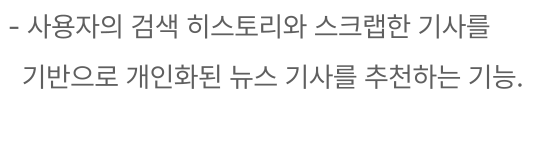 - 사용자의 검색 히스토리와 스크랩한 기사를
기반으로 개인화된 뉴스 기사를 추천하는 기능.